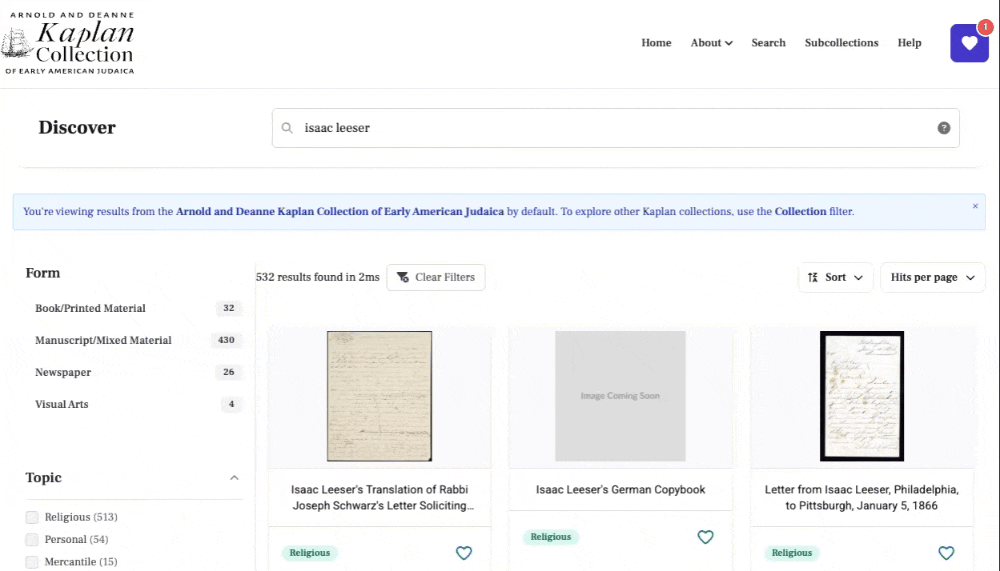 ARNOLD AND DEANNE
Kaplan
Collection
OF EARLY AMERICAN JUDAICA
Home About Search Subcollections Help 1
Discover
isaac leeser ?
You're viewing results from the Arnold and Deanne Kaplan Collection of Early American Judaica by default. To explore other Kaplan collections, use the Collection filter. ×
Form
532 results found in 2ms Clear Filters Sort Hits per page
Book/Printed Material 32
Manuscript/Mixed Material 430
Newspaper 26
Visual Arts 4
Image Coming Soon
Topic
Religious (513)
Personal (54)
Mercantile (15)
Isaac Leeser's Translation of Rabbi
Joseph Schwarz's Letter Soliciting...
Religious
Isaac Leeser's German Copybook
Religious
Letter from Isaac Leeser, Philadelphia,
to Pittsburgh, January 5, 1866
Religious